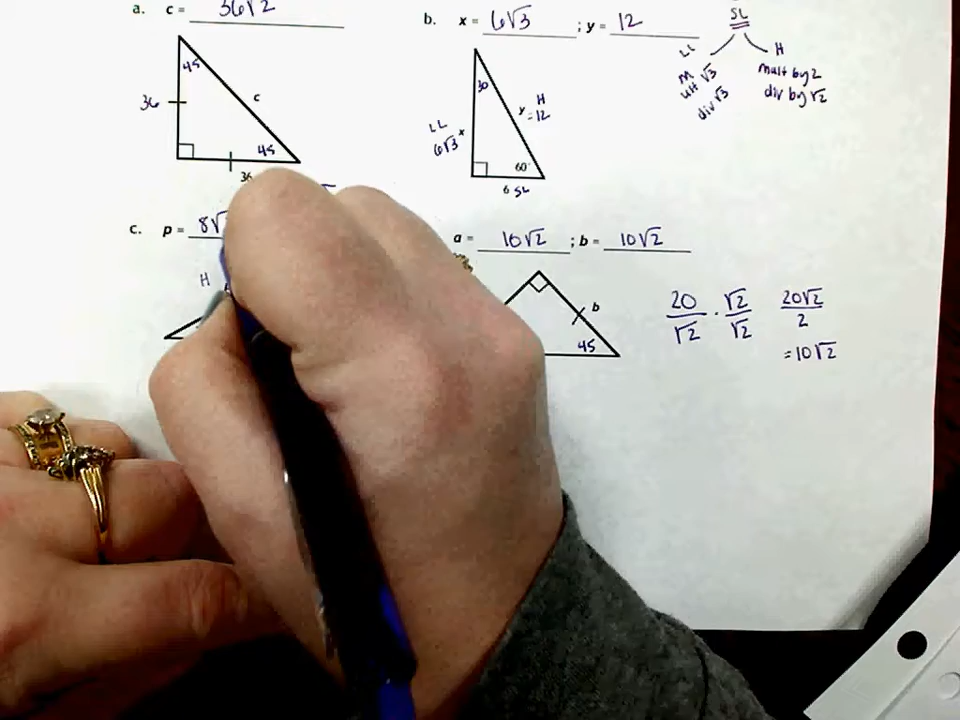 a. c = 36√2
45
36
c
45
36
b. x = 6√3 ; y = 12
30
y = 12
H
LL
6√3 x
60°
6 SL
SL
LL
H
mult √3
mult by 2
div √3
div by √2
c. p = 8√
H
a = 10√2 ; b = 10√2
b
45
20/√2 · √2/√2
20√2/2
= 10√2